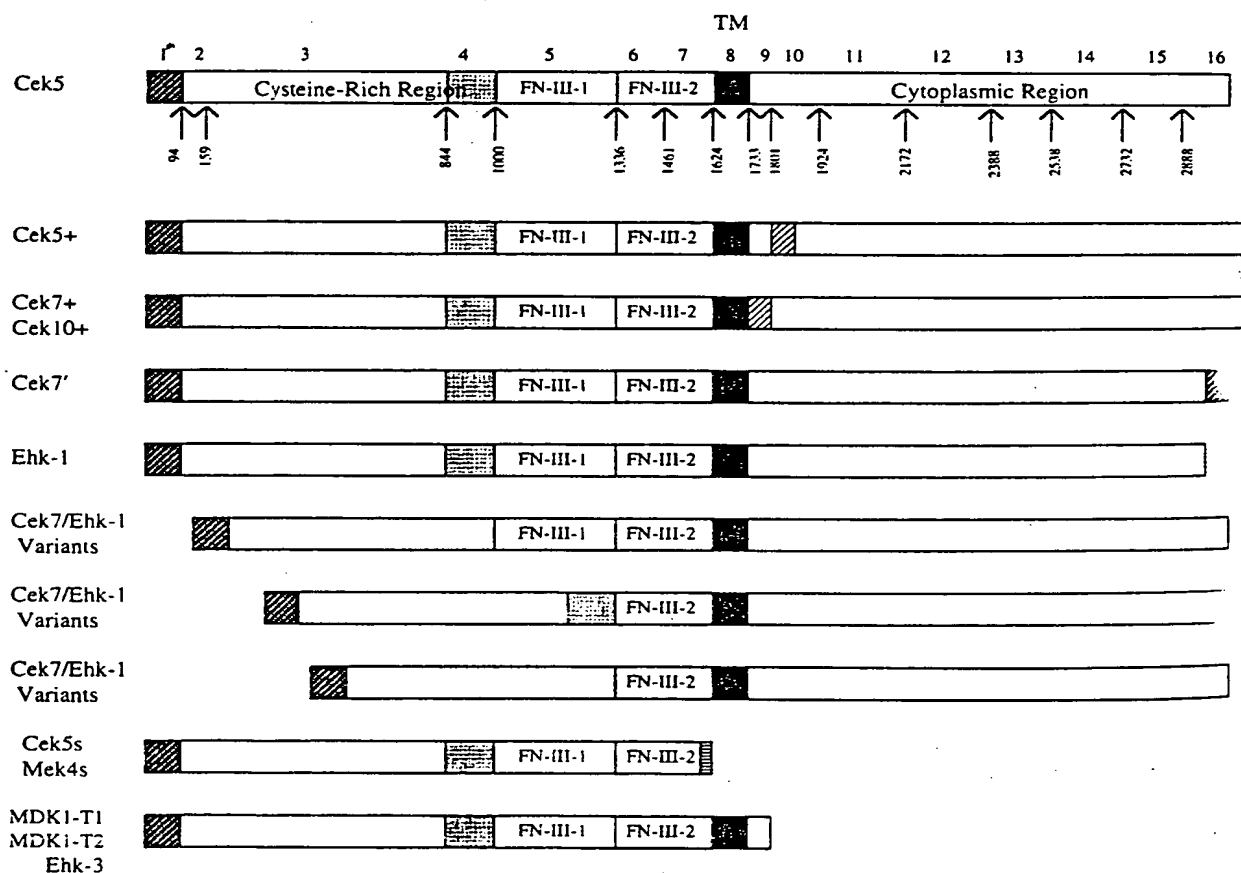 TM
1* 2 3 4 5 6 7 8 9 10 11 12 13 14 15 16
Cek5 Cysteine-Rich Region FN-III-1 FN-III-2 Cytoplasmic Region
94 159 844 1000 1336 1461 1624 1733 1801 1924 2172 2388 2538 2732 2888
Cek5+ FN-III-1 FN-III-2
Cek7+ FN-III-1 FN-III-2
Cek10+
Cek7' FN-III-1 FN-III-2
Ehk-1 FN-III-1 FN-III-2
Cek7/Ehk-1 FN-III-1 FN-III-2
Variants
Cek7/Ehk-1 FN-III-2
Variants
Cek7/Ehk-1 FN-III-2
Variants
Cek5s FN-III-1 FN-III-2
Mek4s
MDK1-T1
MDK1-T2 FN-III-1 FN-III-2
Ehk-3